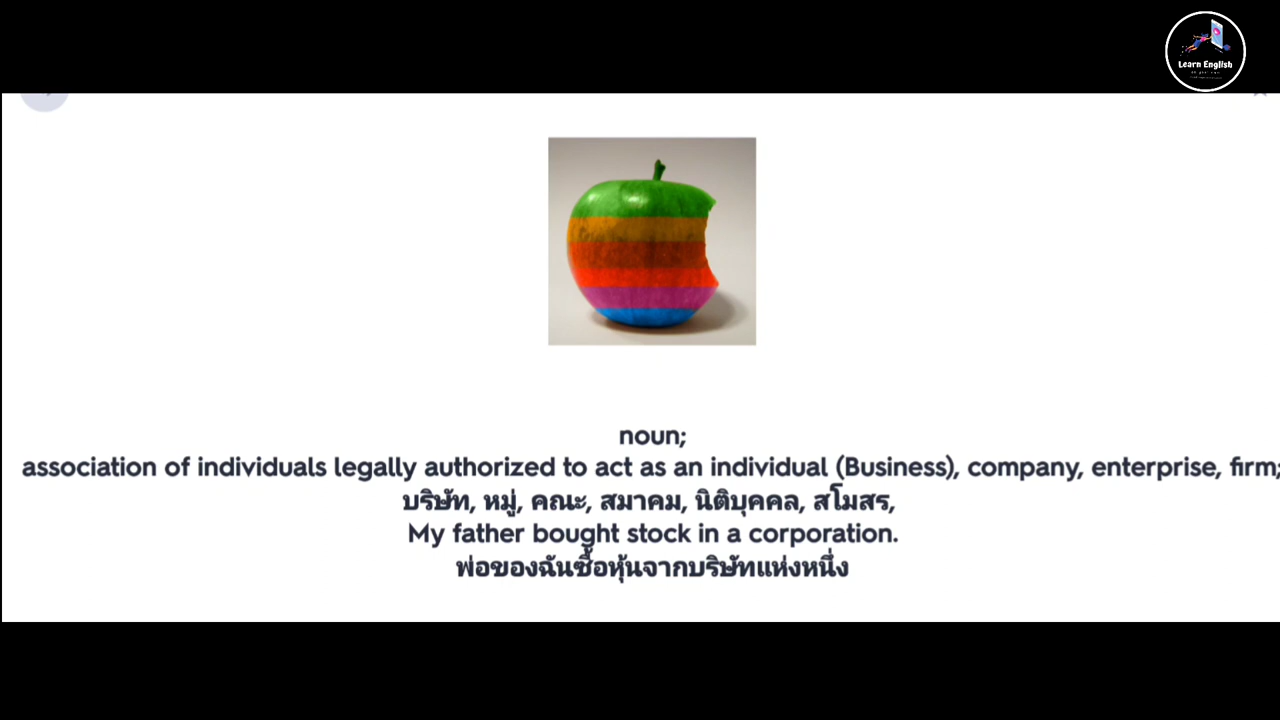 Learn English
noun;
association of individuals legally authorized to act as an individual (Business), company, enterprise, firm;
บริษัท, หมู่, คณะ, สมาคม, นิติบุคคล, สโมสร,
My father bought stock in a corporation.
พ่อของฉันซื้อหุ้นจากบริษัทแห่งหนึ่ง